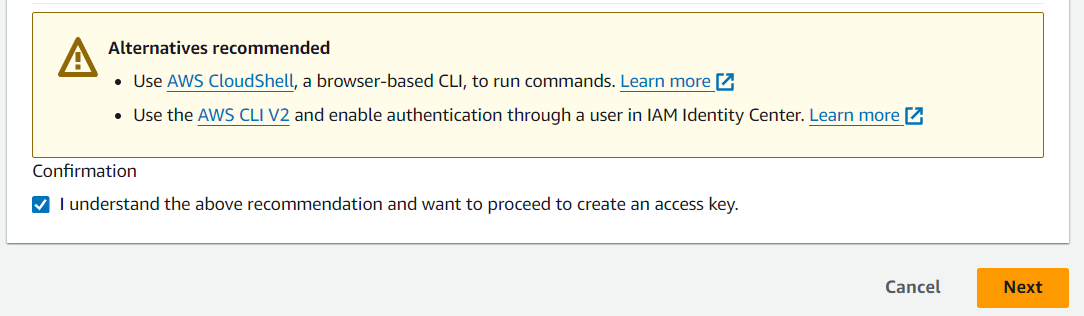 Alternatives recommended
• Use AWS CloudShell, a browser-based CLI, to run commands. Learn more
• Use the AWS CLI V2 and enable authentication through a user in IAM Identity Center. Learn more
Confirmation
I understand the above recommendation and want to proceed to create an access key.
Cancel Next